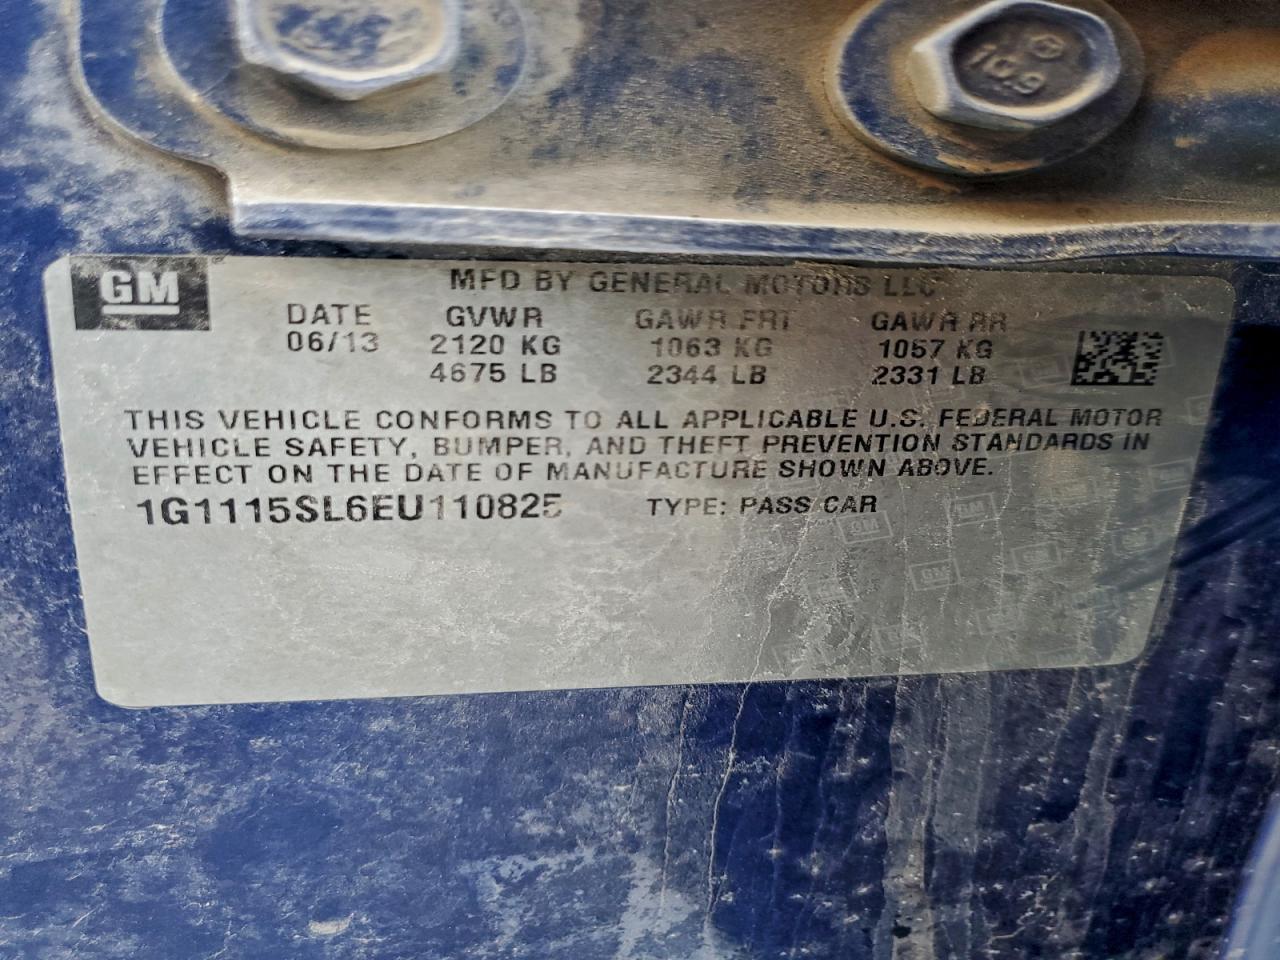 10.9
GM
MFD BY GENERAL MOTORS LLC
DATE GVWR GAWR FRT GAWR RR
06/13 2120 KG 1063 KG 1057 KG
4675 LB 2344 LB 2331 LB
THIS VEHICLE CONFORMS TO ALL APPLICABLE U.S. FEDERAL MOTOR
VEHICLE SAFETY, BUMPER, AND THEFT PREVENTION STANDARDS IN
EFFECT ON THE DATE OF MANUFACTURE SHOWN ABOVE.
1G1115SL6EU110825 TYPE: PASS CAR